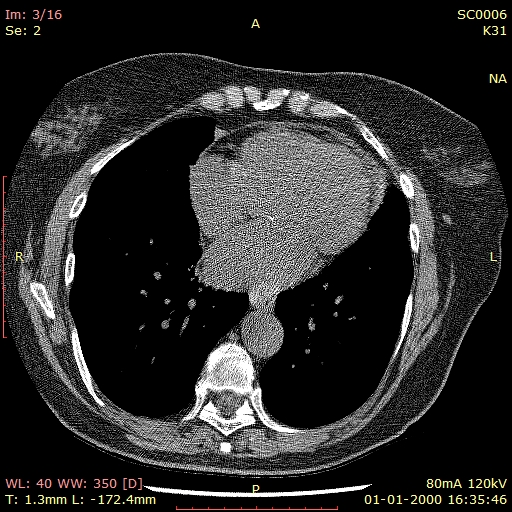 Im: 3/16
Se: 2
A
SC0006
K31
NA
R
L
WL: 40 WW: 350 [D]
T: 1.3mm L: -172.4mm
P
80mA 120kV
01-01-2000 16:35:46